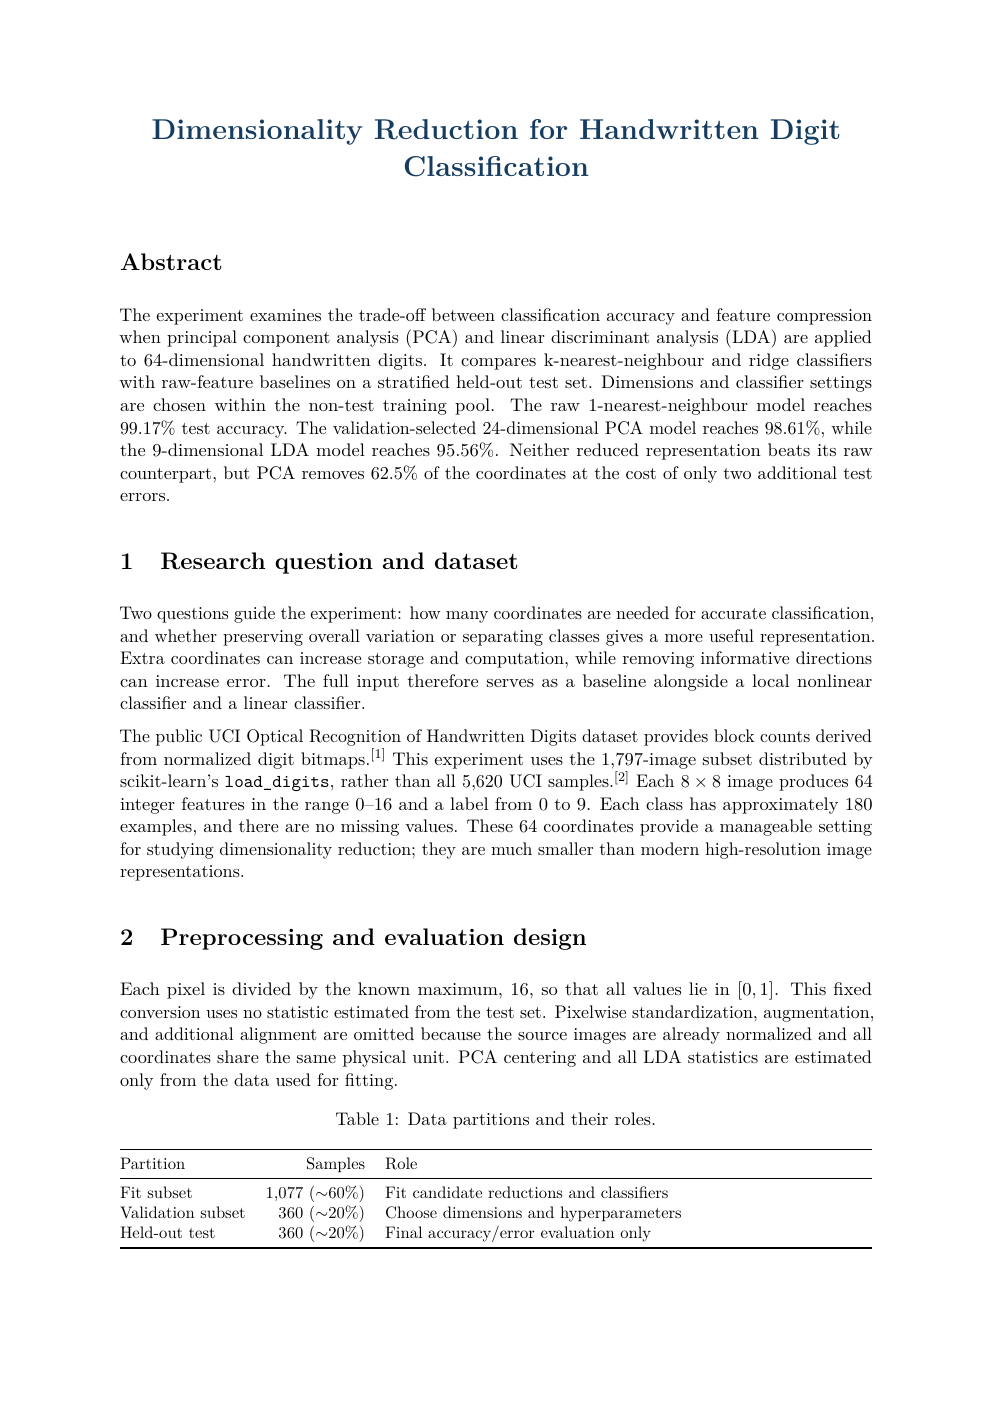 Dimensionality Reduction for Handwritten Digit
Classification
Abstract
The experiment examines the trade-off between classification accuracy and feature compression
when principal component analysis (PCA) and linear discriminant analysis (LDA) are applied
to 64-dimensional handwritten digits. It compares k-nearest-neighbour and ridge classifiers
with raw-feature baselines on a stratified held-out test set. Dimensions and classifier settings
are chosen within the non-test training pool. The raw 1-nearest-neighbour model reaches
99.17% test accuracy. The validation-selected 24-dimensional PCA model reaches 98.61%, while
the 9-dimensional LDA model reaches 95.56%. Neither reduced representation beats its raw
counterpart, but PCA removes 62.5% of the coordinates at the cost of only two additional test
errors.
1 Research question and dataset
Two questions guide the experiment: how many coordinates are needed for accurate classification,
and whether preserving overall variation or separating classes gives a more useful representation.
Extra coordinates can increase storage and computation, while removing informative directions
can increase error. The full input therefore serves as a baseline alongside a local nonlinear
classifier and a linear classifier.
The public UCI Optical Recognition of Handwritten Digits dataset provides block counts derived
from normalized digit bitmaps.[1] This experiment uses the 1,797-image subset distributed by
scikit-learn's load_digits, rather than all 5,620 UCI samples.[2] Each 8 × 8 image produces 64
integer features in the range 0–16 and a label from 0 to 9. Each class has approximately 180
examples, and there are no missing values. These 64 coordinates provide a manageable setting
for studying dimensionality reduction; they are much smaller than modern high-resolution image
representations.
2 Preprocessing and evaluation design
Each pixel is divided by the known maximum, 16, so that all values lie in [0, 1]. This fixed
conversion uses no statistic estimated from the test set. Pixelwise standardization, augmentation,
and additional alignment are omitted because the source images are already normalized and all
coordinates share the same physical unit. PCA centering and all LDA statistics are estimated
only from the data used for fitting.
Table 1: Data partitions and their roles.
Partition Samples Role
Fit subset 1,077 (∼60%) Fit candidate reductions and classifiers
Validation subset 360 (∼20%) Choose dimensions and hyperparameters
Held-out test 360 (∼20%) Final accuracy/error evaluation only